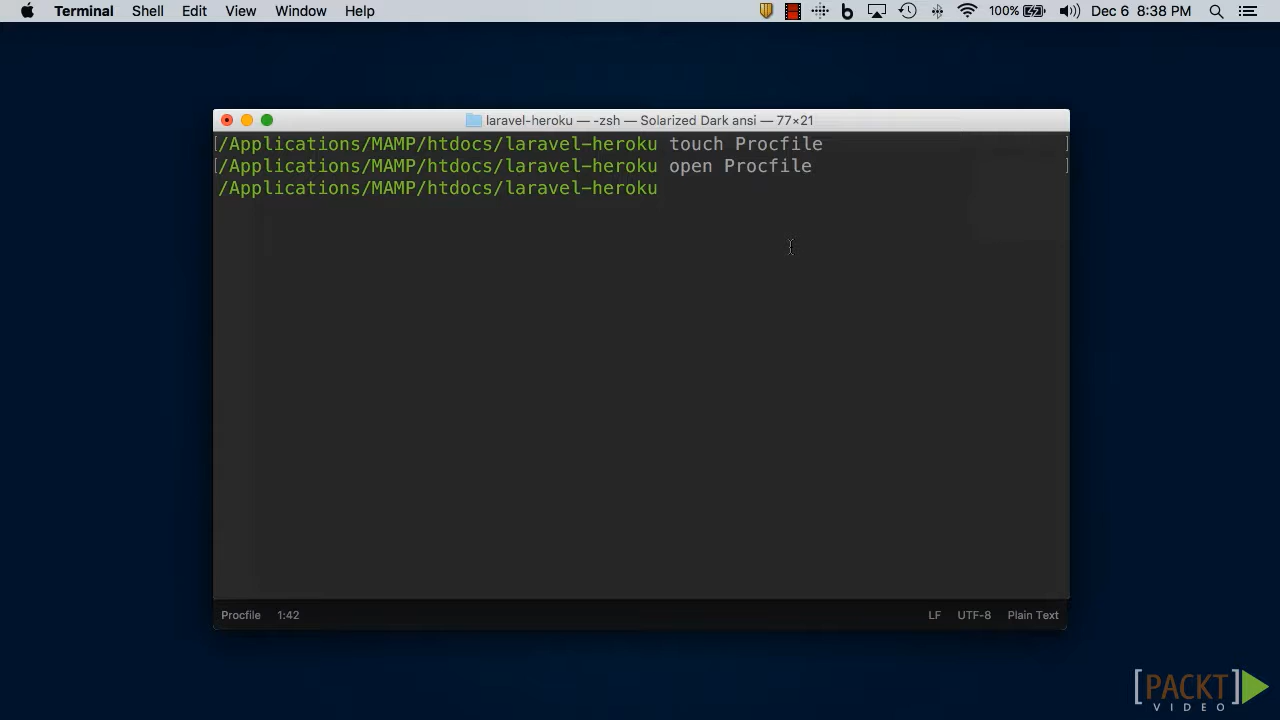 Terminal Shell Edit View Window Help 100% Dec 6 8:38 PM
laravel-heroku — -zsh — Solarized Dark ansi — 77×21
[/Applications/MAMP/htdocs/laravel-heroku touch Procfile ]
[/Applications/MAMP/htdocs/laravel-heroku open Procfile ]
/Applications/MAMP/htdocs/laravel-heroku
Procfile 1:42 LF UTF-8 Plain Text
[PACKT]
VIDEO